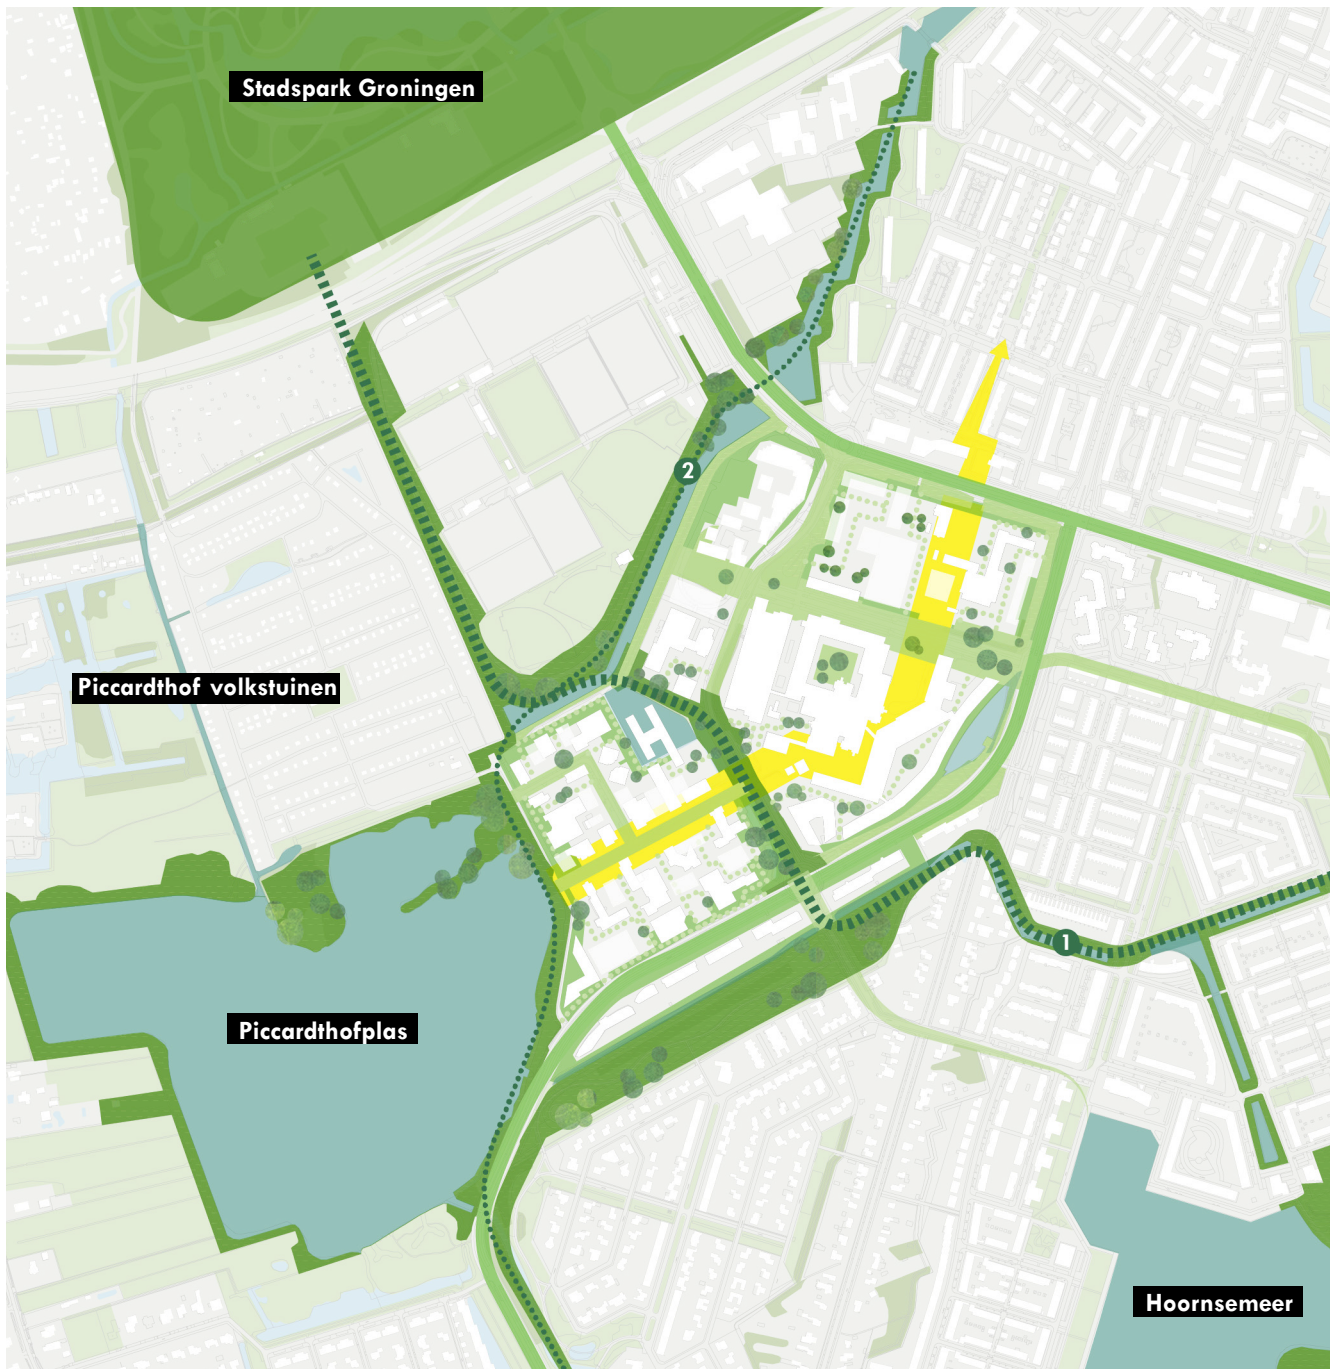 Stadspark Groningen
2
Piccardthof volkstuinen
1
Piccardthofplas
Hoornsemeer